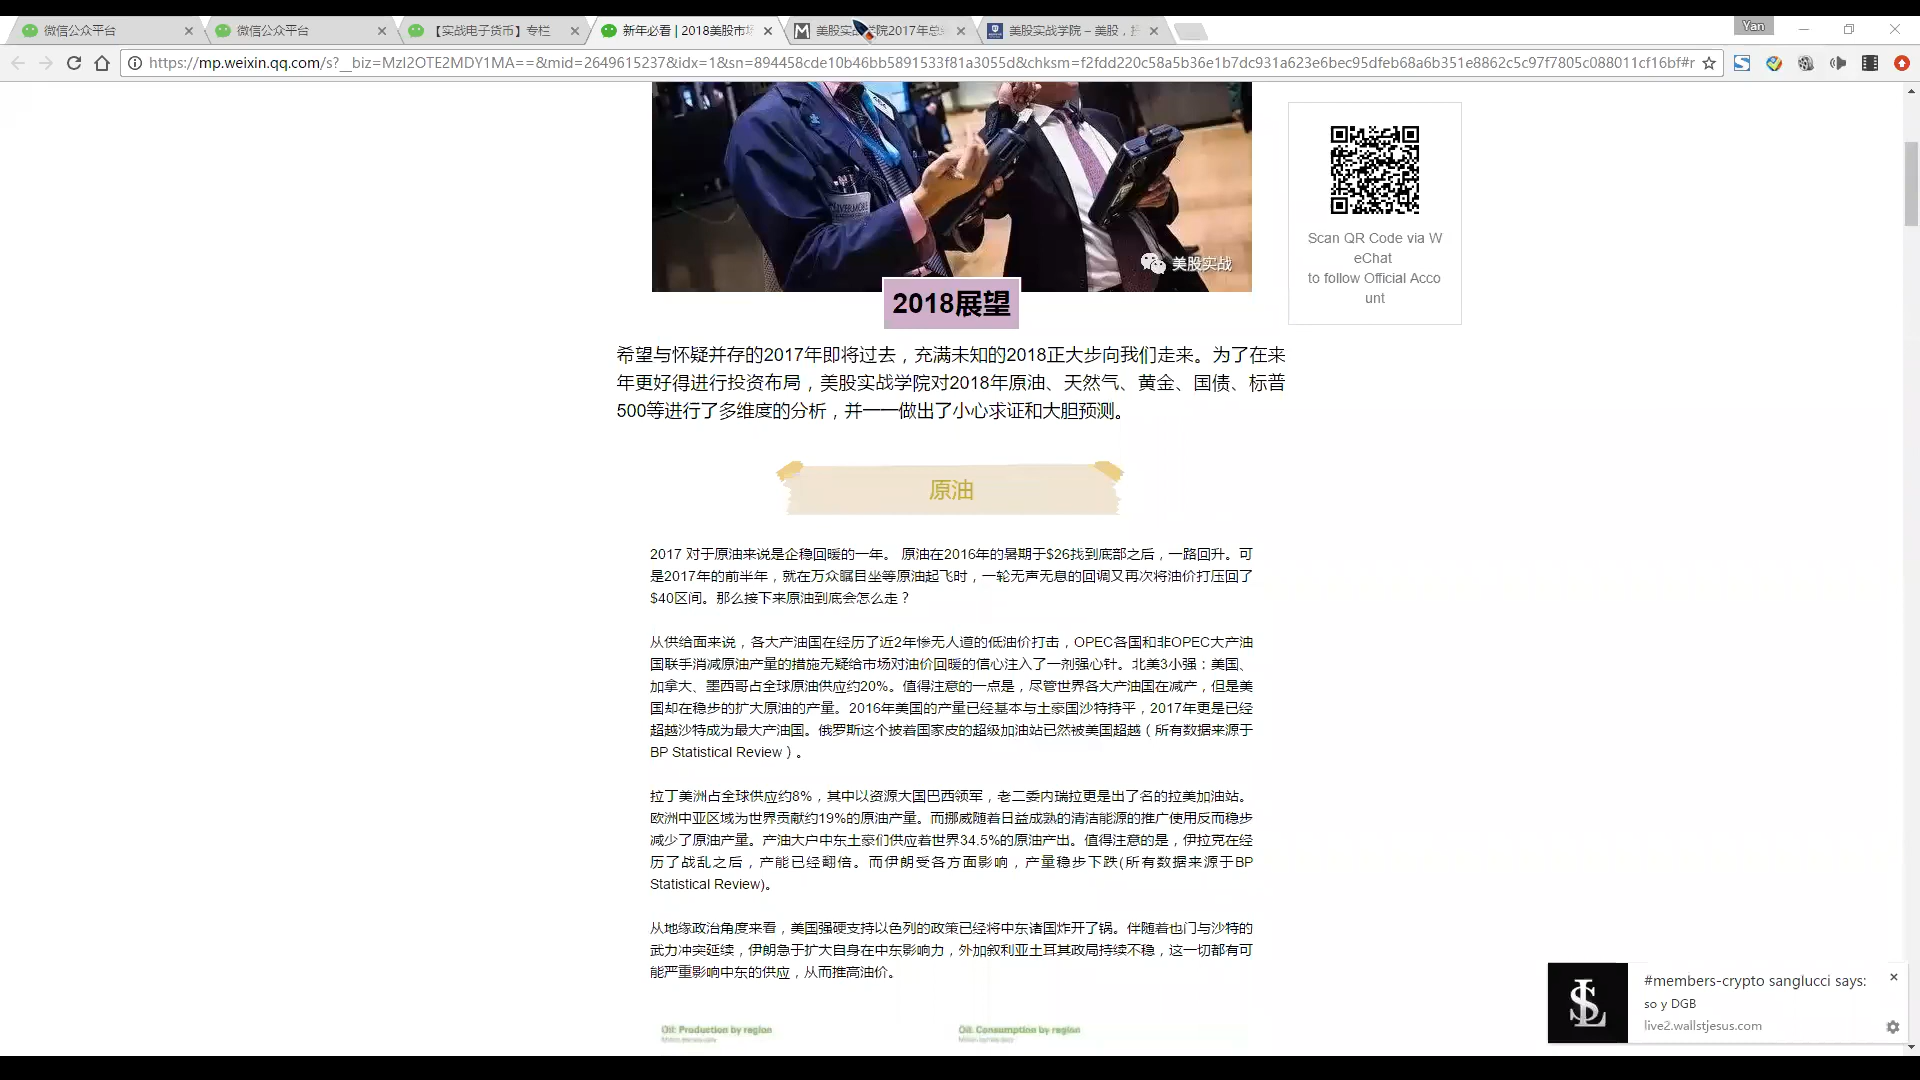 微信公众平台
微信公众平台
【实战电子货币】专栏
新年必看 | 2018美股市场
美股实战学院2017年总
美股实战学院 – 美股，
Yan
https://mp.weixin.qq.com/s?__biz=MzI2OTE2MDY1MA==&mid=2649615237&idx=1&sn=894458cde10b46bb5891533f81a3055d&chksm=f2fdd220c58a5b36e1b7dc931a623e6bec95dfeb68a6b351e8862c5c97f7805c088011cf16bf#r
LIVERMORE
美股实战
Scan QR Code via W
eChat
to follow Official Acco
unt
2018展望
希望与怀疑并存的2017年即将过去，充满未知的2018正大步向我们走来。为了在来
年更好得进行投资布局，美股实战学院对2018年原油、天然气、黄金、国债、标普
500等进行了多维度的分析，并一一做出了小心求证和大胆预测。
原油
2017 对于原油来说是企稳回暖的一年。 原油在2016年的暑期于$26找到底部之后，一路回升。可
是2017年的前半年，就在万众瞩目坐等原油起飞时，一轮无声无息的回调又再次将油价打压回了
$40区间。那么接下来原油到底会怎么走？
从供给面来说，各大产油国在经历了近2年惨无人道的低油价打击，OPEC各国和非OPEC大产油
国联手消减原油产量的措施无疑给市场对油价回暖的信心注入了一剂强心针。北美3小强：美国、
加拿大、墨西哥占全球原油供应约20%。值得注意的一点是，尽管世界各大产油国在减产，但是美
国却在稳步的扩大原油的产量。2016年美国的产量已经基本与土豪国沙特持平，2017年更是已经
超越沙特成为最大产油国。俄罗斯这个披着国家皮的超级加油站已然被美国超越（所有数据来源于
BP Statistical Review）。
拉丁美洲占全球供应约8%，其中以资源大国巴西领军，老二委内瑞拉更是出了名的拉美加油站。
欧洲中亚区域为世界贡献约19%的原油产量。而挪威随着日益成熟的清洁能源的推广使用反而稳步
减少了原油产量。产油大户中东土豪们供应着世界34.5%的原油产出。值得注意的是，伊拉克在经
历了战乱之后，产能已经翻倍。而伊朗受各方面影响，产量稳步下跌(所有数据来源于BP
Statistical Review)。
从地缘政治角度来看，美国强硬支持以色列的政策已经将中东诸国炸开了锅。伴随着也门与沙特的
武力冲突延续，伊朗急于扩大自身在中东影响力，外加叙利亚土耳其政局持续不稳，这一切都有可
能严重影响中东的供应，从而推高油价。
Oil: Production by region
Oil: Consumption by region
#members-crypto sanglucci says:
so y DGB
live2.wallstjesus.com